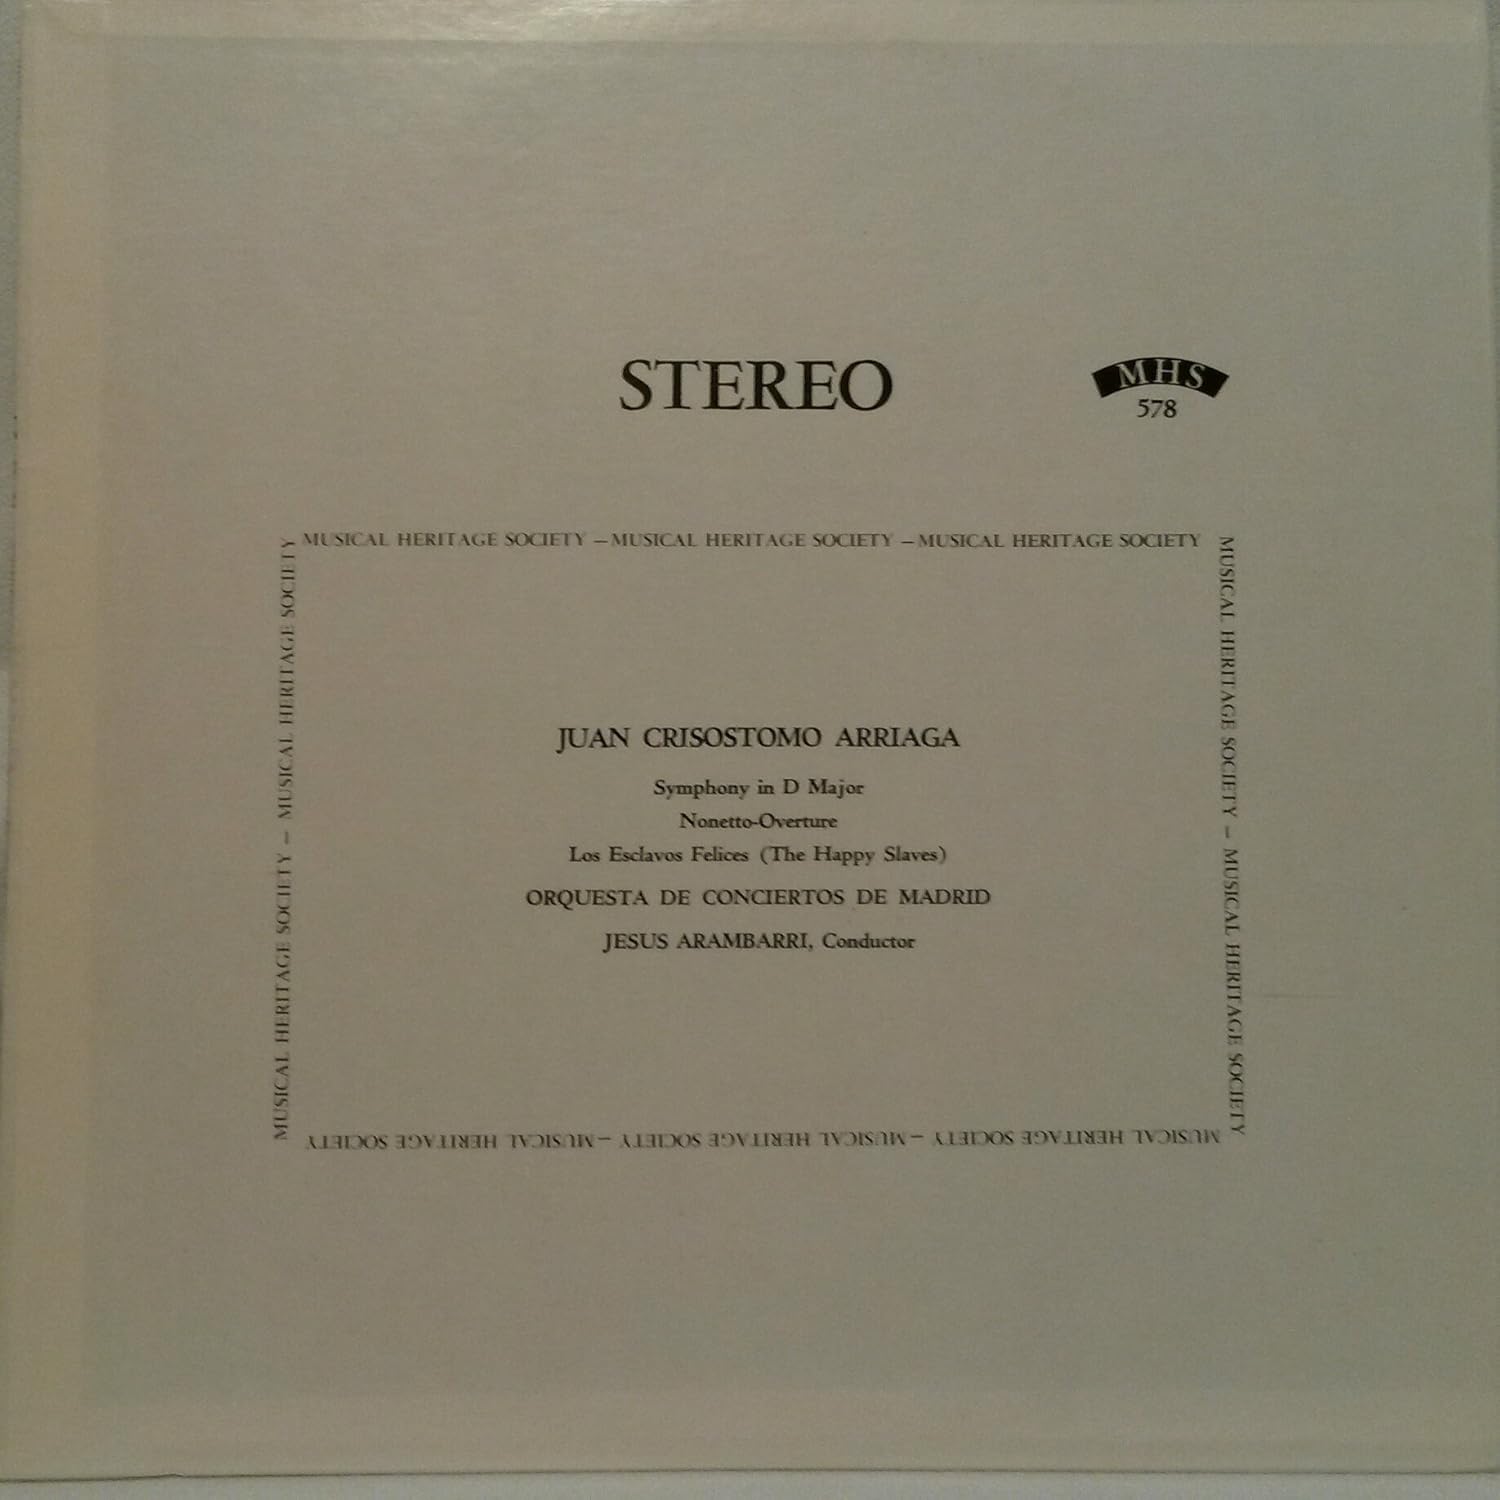 STEREO
MHS
578
MUSICAL HERITAGE SOCIETY – MUSICAL HERITAGE SOCIETY – MUSICAL HERITAGE SOCIETY
MUSICAL HERITAGE SOCIETY – MUSICAL HERITAGE SOCIETY
JUAN CRISOSTOMO ARRIAGA
Symphony in D Major
Nonetto-Overture
Los Esclavos Felices (The Happy Slaves)
ORQUESTA DE CONCIERTOS DE MADRID
JESUS ARAMBARRI, Conductor
MUSICAL HERITAGE SOCIETY – MUSICAL HERITAGE SOCIETY
MUSICAL HERITAGE SOCIETY – MUSICAL HERITAGE SOCIETY – MUSICAL HERITAGE SOCIETY